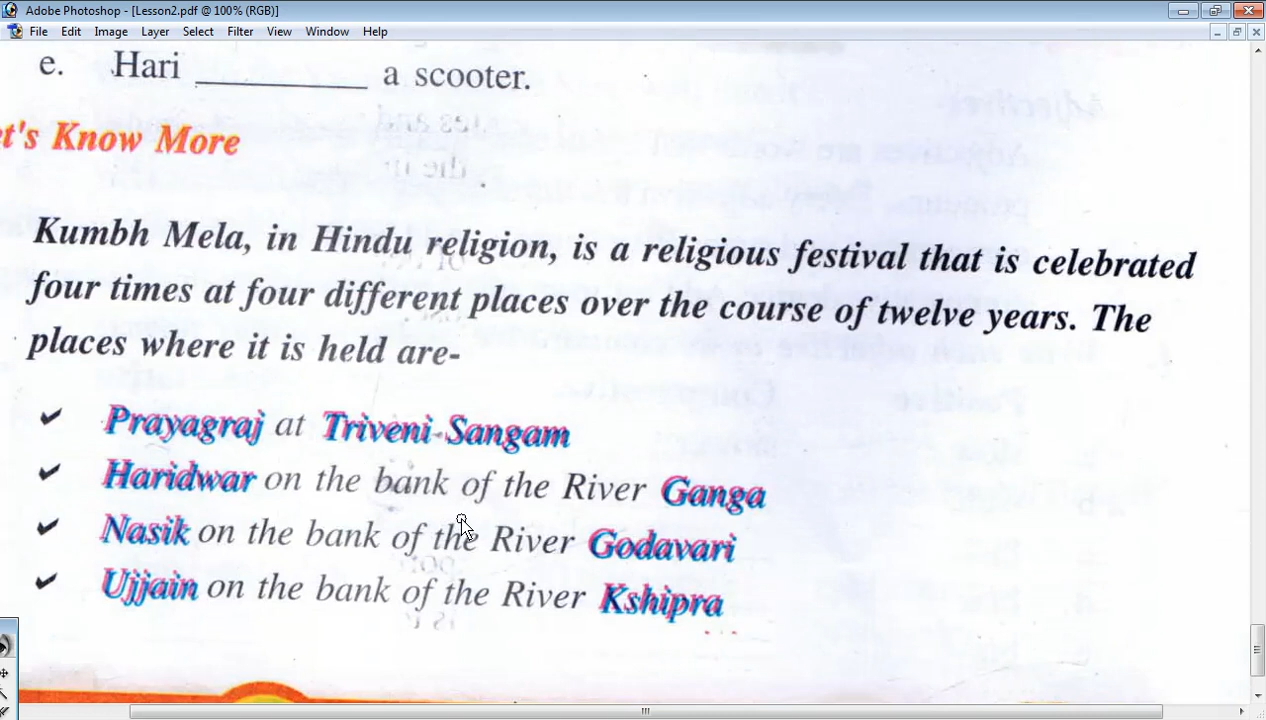 Adobe Photoshop - [Lesson2.pdf @ 100% (RGB)]
File Edit Image Layer Select Filter View Window Help
e. Hari __________ a scooter.
et's Know More
Kumbh Mela, in Hindu religion, is a religious festival that is celebrated
four times at four different places over the course of twelve years. The
places where it is held are-
✔ Prayagraj at Triveni Sangam
✔ Haridwar on the bank of the River Ganga
✔ Nasik on the bank of the River Godavari
✔ Ujjain on the bank of the River Kshipra